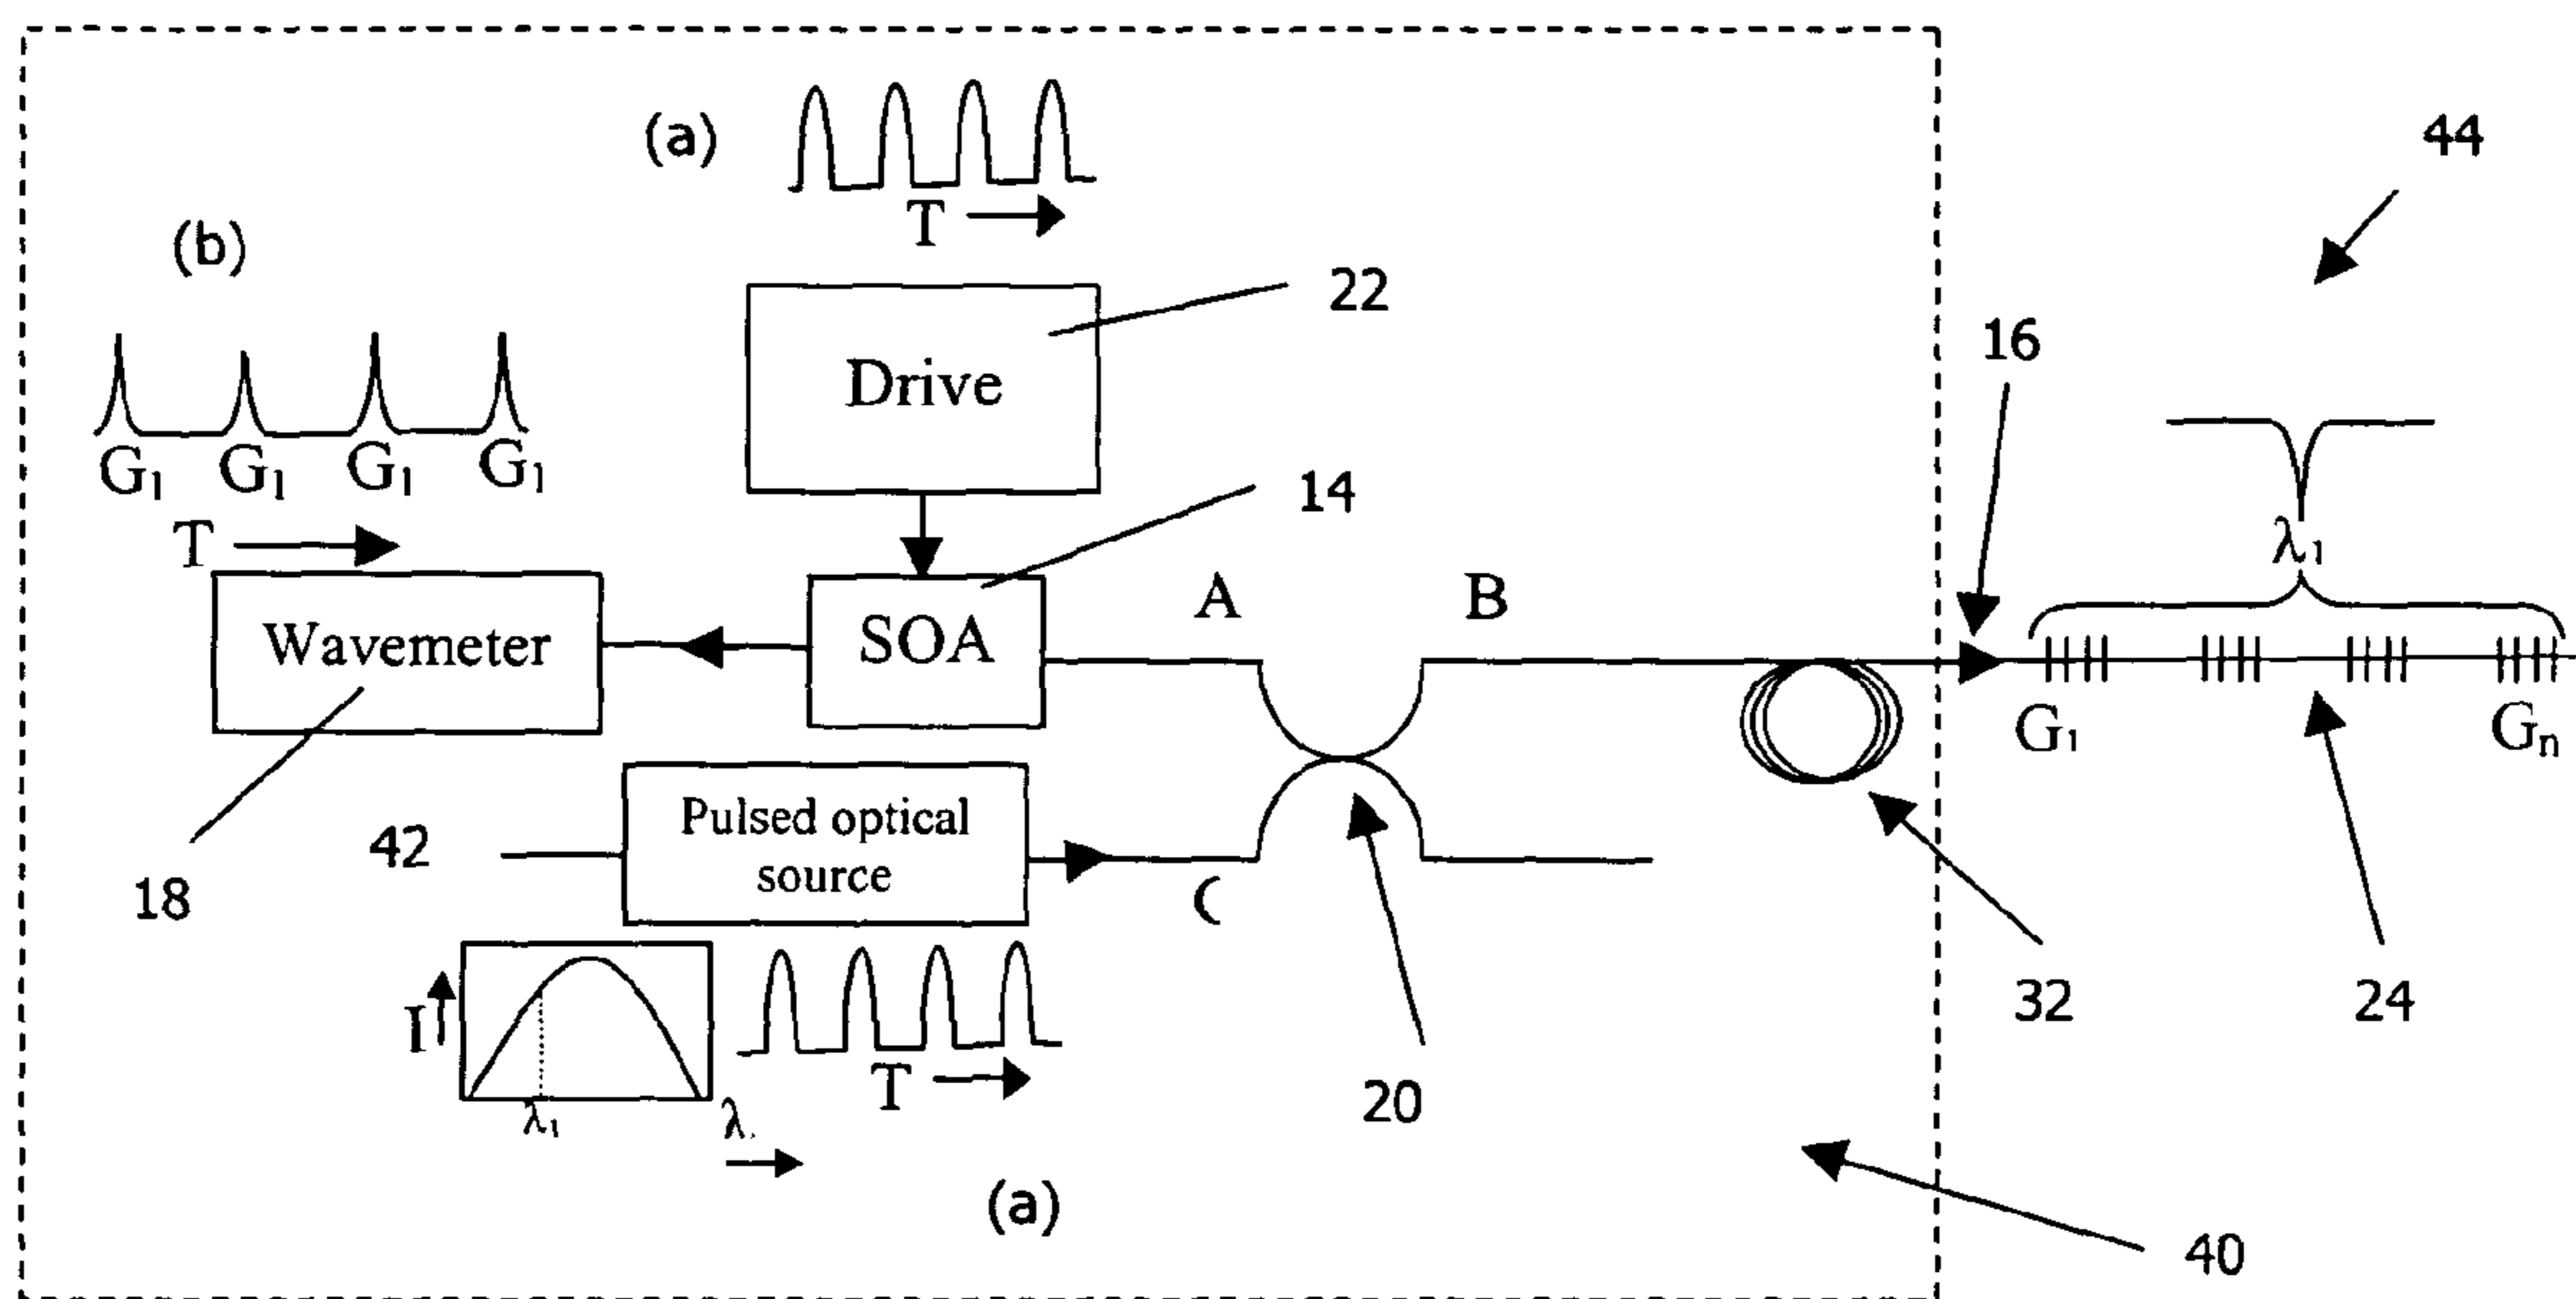 (a)
T
44
(b)
22
16
Drive
G₁ G₁ G₁ G₁
14
T
λ₁
A
B
SOA
Wavemeter
G₁
Gₙ
Pulsed optical
source
42
18
C
I
32
24
T
λ₁
λ
20
(a)
40